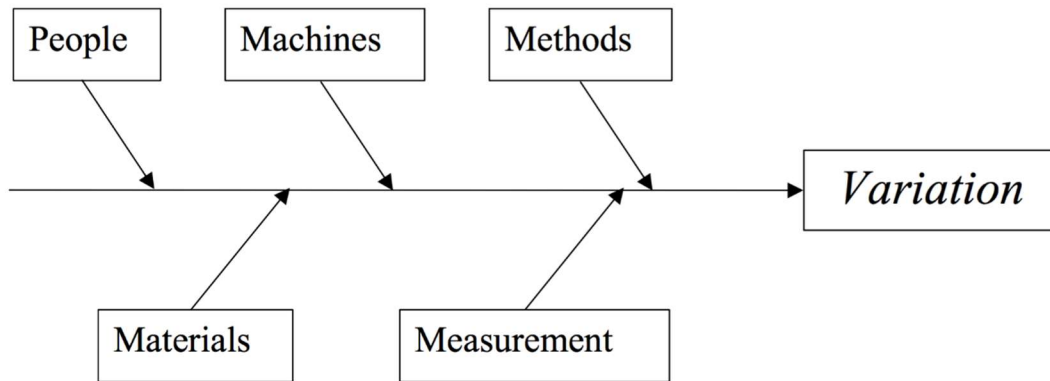 People
Machines
Methods
Variation
Materials
Measurement